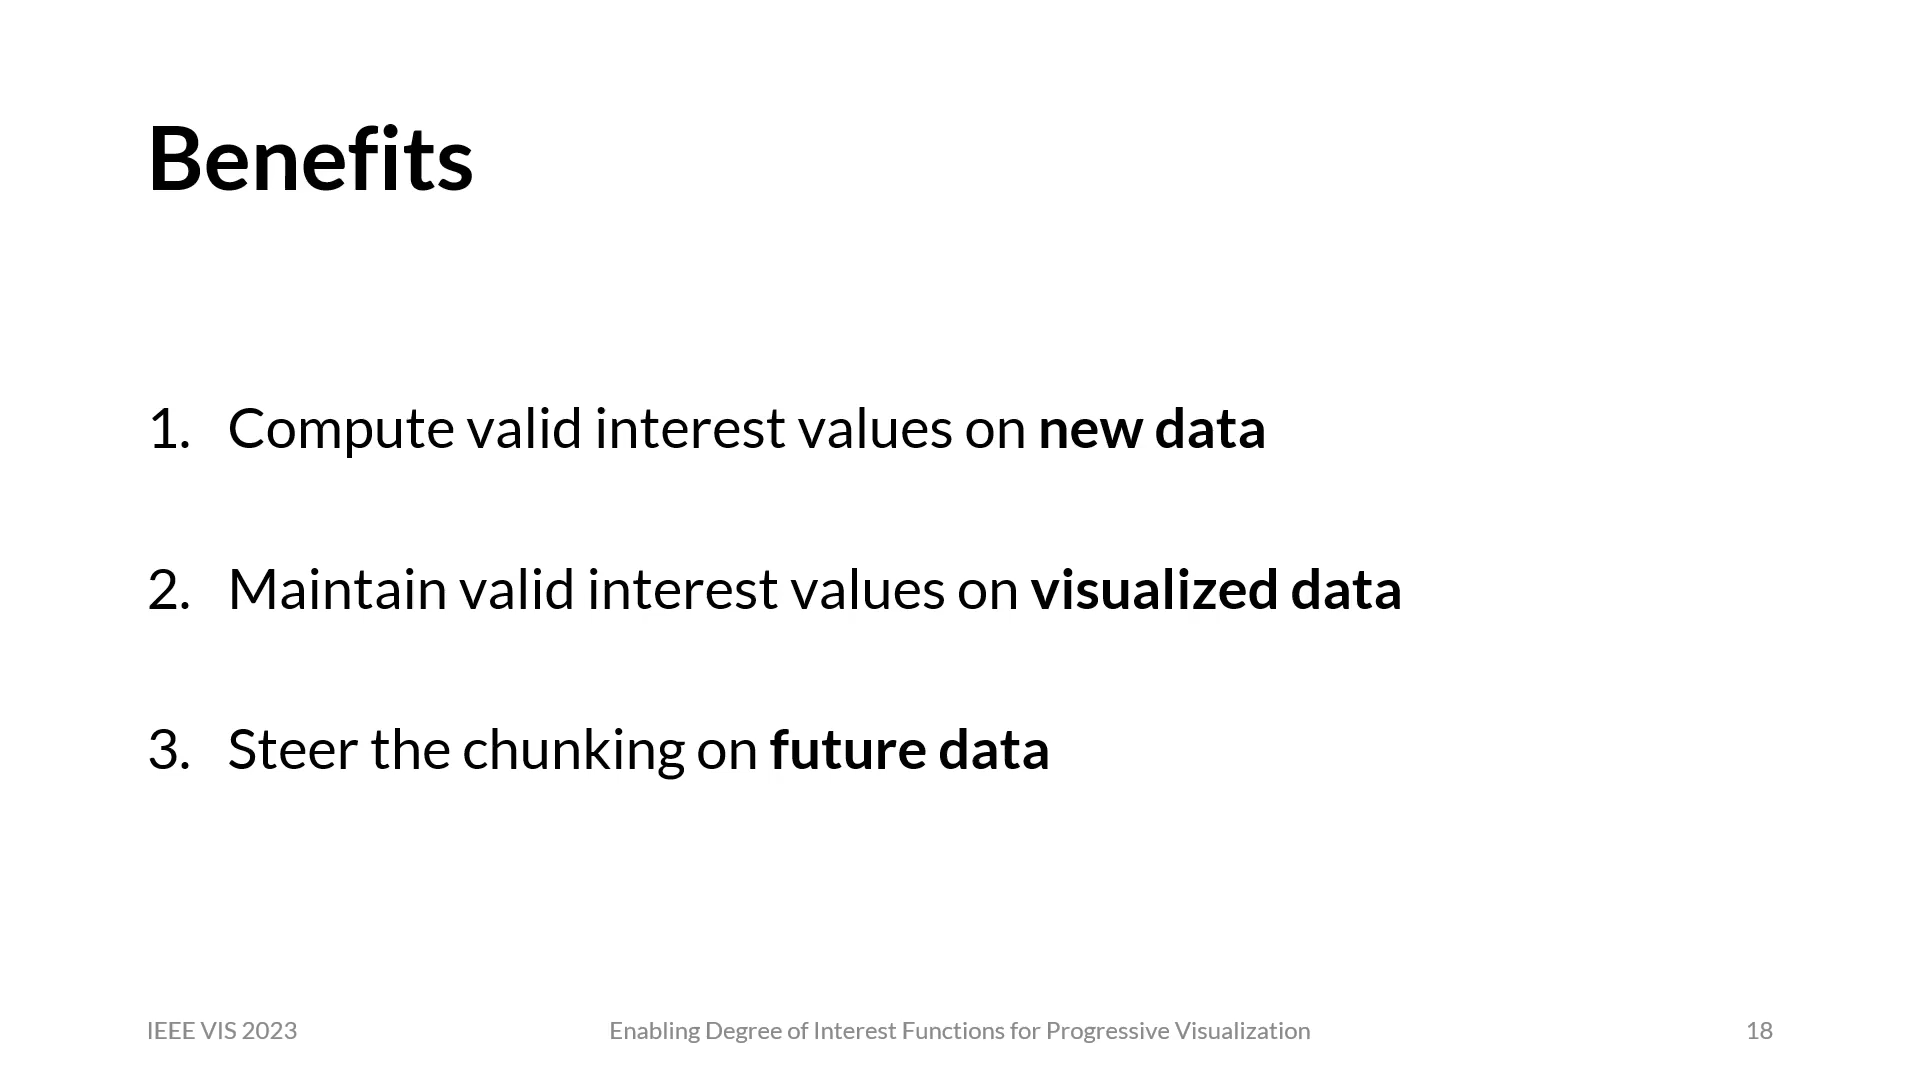 Benefits
1. Compute valid interest values on new data
2. Maintain valid interest values on visualized data
3. Steer the chunking on future data
IEEE VIS 2023
Enabling Degree of Interest Functions for Progressive Visualization
18